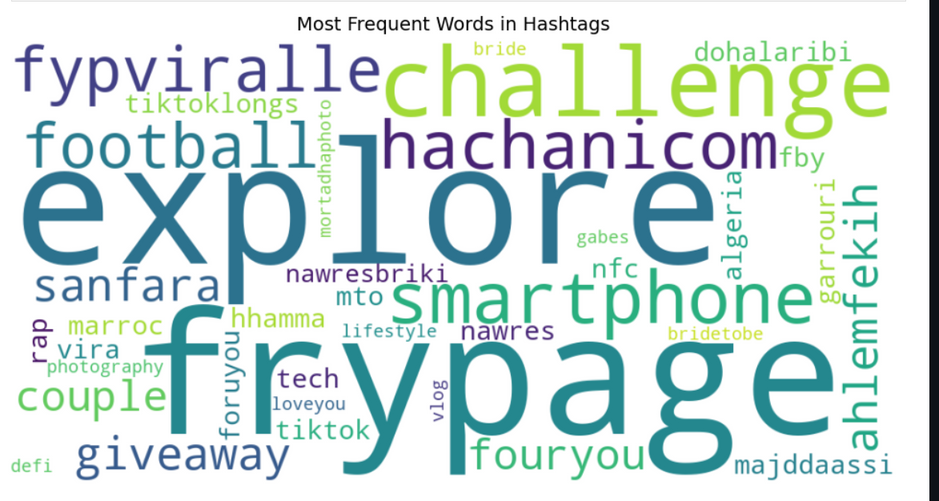 Most Frequent Words in Hashtags
fypviralle
bride
challenge
dohalaribi
tiktoklongs
mortadhaphoto
football
hachanicom
fby
explore
algeria
garrouri
ahlemfekih
gabes
nfc
sanfara
nawresbriki
mto
smartphone
rap
marroc
hhamma
lifestyle
nawres
bridetobe
vira
photography
foruyou
frypage
couple
tech
loveyou
vlog
tiktok
giveaway
fouryou
defi
majddaassi